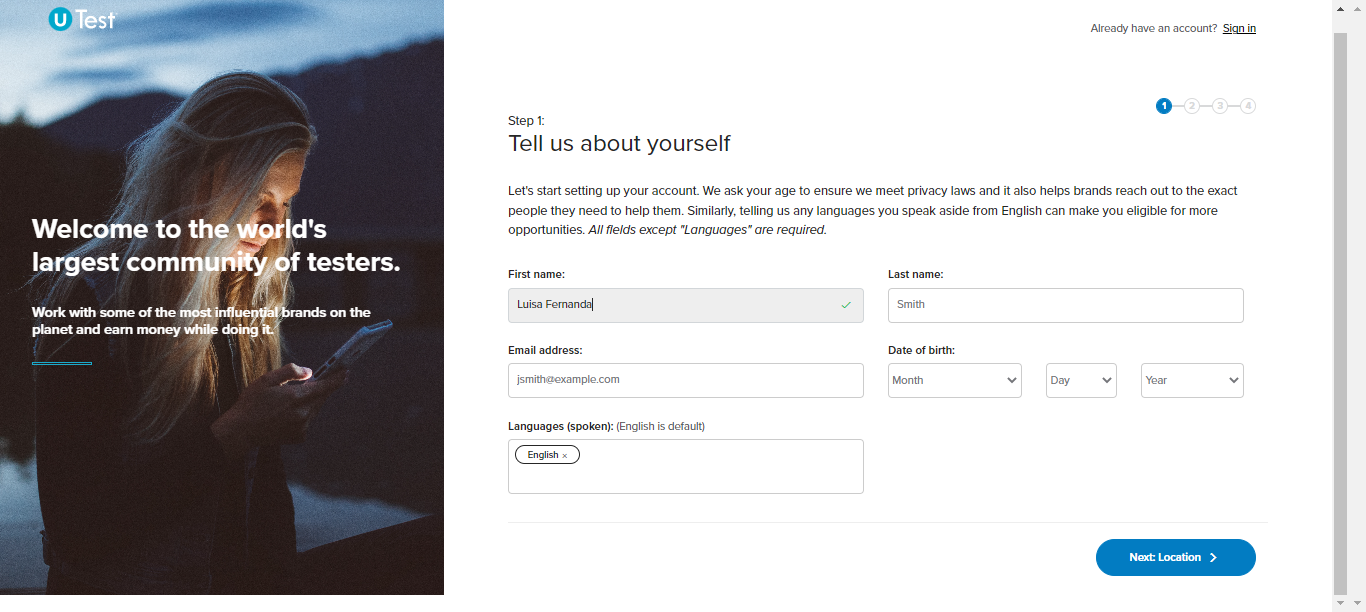 uTest
Welcome to the world's
largest community of testers.
Work with some of the most influential brands on the
planet and earn money while doing it.
Already have an account? Sign in
1 2 3 4
Step 1:
Tell us about yourself
Let's start setting up your account. We ask your age to ensure we meet privacy laws and it also helps brands reach out to the exact
people they need to help them. Similarly, telling us any languages you speak aside from English can make you eligible for more
opportunities. All fields except "Languages" are required.
First name: Last name:
Luisa Fernanda Smith
Email address: Date of birth:
jsmith@example.com Month Day Year
Languages (spoken): (English is default)
English ×
Next: Location